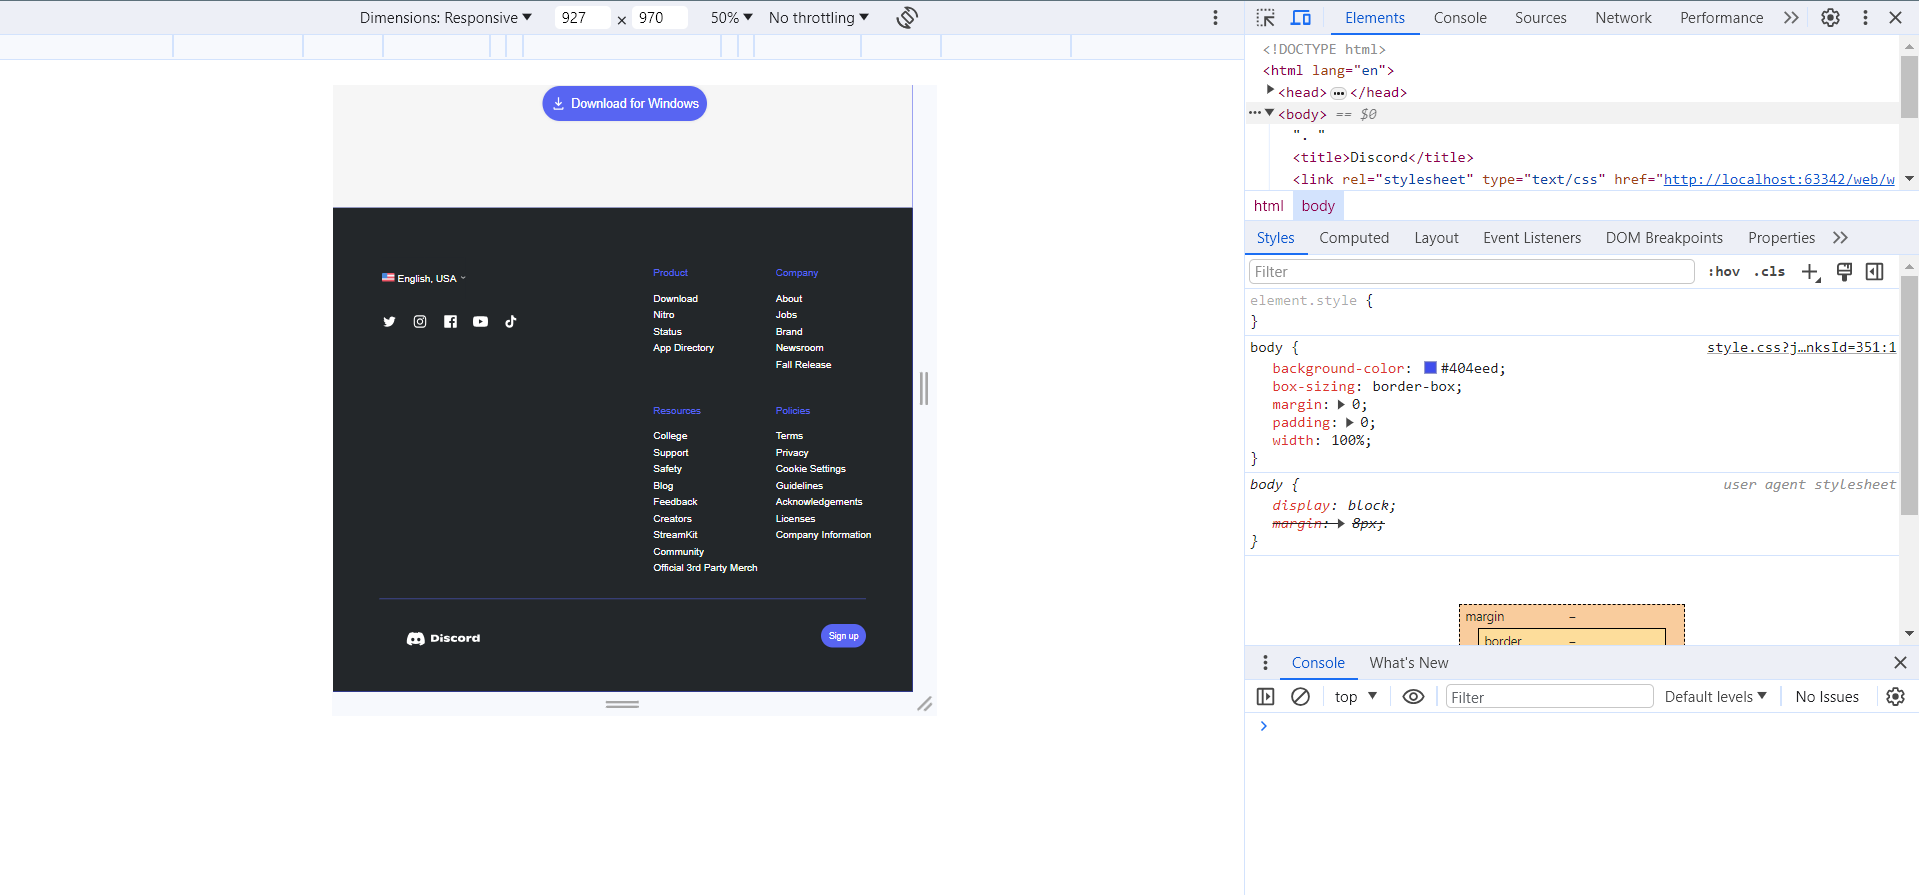 Dimensions: Responsive 927 × 970 50% No throttling
Download for Windows
English, USA
Product
Download
Nitro
Status
App Directory
Company
About
Jobs
Brand
Newsroom
Fall Release
Resources
College
Support
Safety
Blog
Feedback
Creators
StreamKit
Community
Official 3rd Party Merch
Policies
Terms
Privacy
Cookie Settings
Guidelines
Acknowledgements
Licenses
Company Information
Discord
Sign up
Elements Console Sources Network Performance
<!DOCTYPE html>
<html lang="en">
<head> ••• </head>
••• <body> == $0
". "
<title>Discord</title>
<link rel="stylesheet" type="text/css" href="http://localhost:63342/web/w
html body
Styles Computed Layout Event Listeners DOM Breakpoints Properties
Filter :hov .cls
element.style {
}
body { style.css?j…nksId=351:1
background-color: #404eed;
box-sizing: border-box;
margin: 0;
padding: 0;
width: 100%;
}
body { user agent stylesheet
display: block;
margin: 8px;
}
margin –
border –
Console What's New
top Filter Default levels No Issues